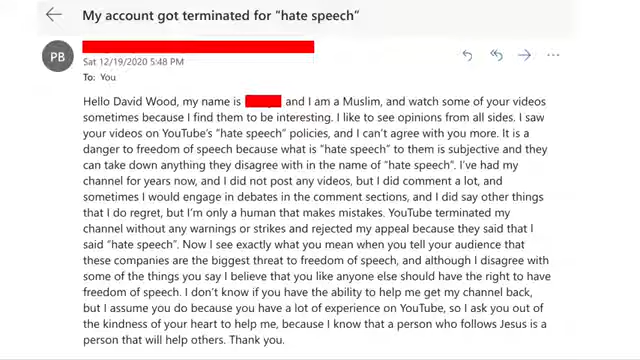 My account got terminated for “hate speech”
PB
Sat 12/19/2020 5:48 PM
To: You
Hello David Wood, my name is and I am a Muslim, and watch some of your videos
sometimes because I find them to be interesting. I like to see opinions from all sides. I saw
your videos on YouTube's “hate speech” policies, and I can't agree with you more. It is a
danger to freedom of speech because what is “hate speech” to them is subjective and they
can take down anything they disagree with in the name of “hate speech”. I've had my
channel for years now, and I did not post any videos, but I did comment a lot, and
sometimes I would engage in debates in the comment sections, and I did say other things
that I do regret, but I'm only a human that makes mistakes. YouTube terminated my
channel without any warnings or strikes and rejected my appeal because they said that I
said “hate speech”. Now I see exactly what you mean when you tell your audience that
these companies are the biggest threat to freedom of speech, and although I disagree with
some of the things you say I believe that you like anyone else should have the right to have
freedom of speech. I don't know if you have the ability to help me get my channel back,
but I assume you do because you have a lot of experience on YouTube, so I ask you out of
the kindness of your heart to help me, because I know that a person who follows Jesus is a
person that will help others. Thank you.